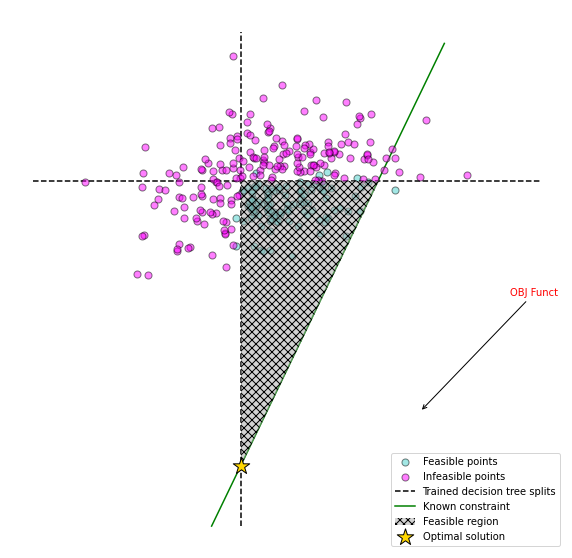 OBJ Funct
Feasible points
Infeasible points
Trained decision tree splits
Known constraint
Feasible region
Optimal solution